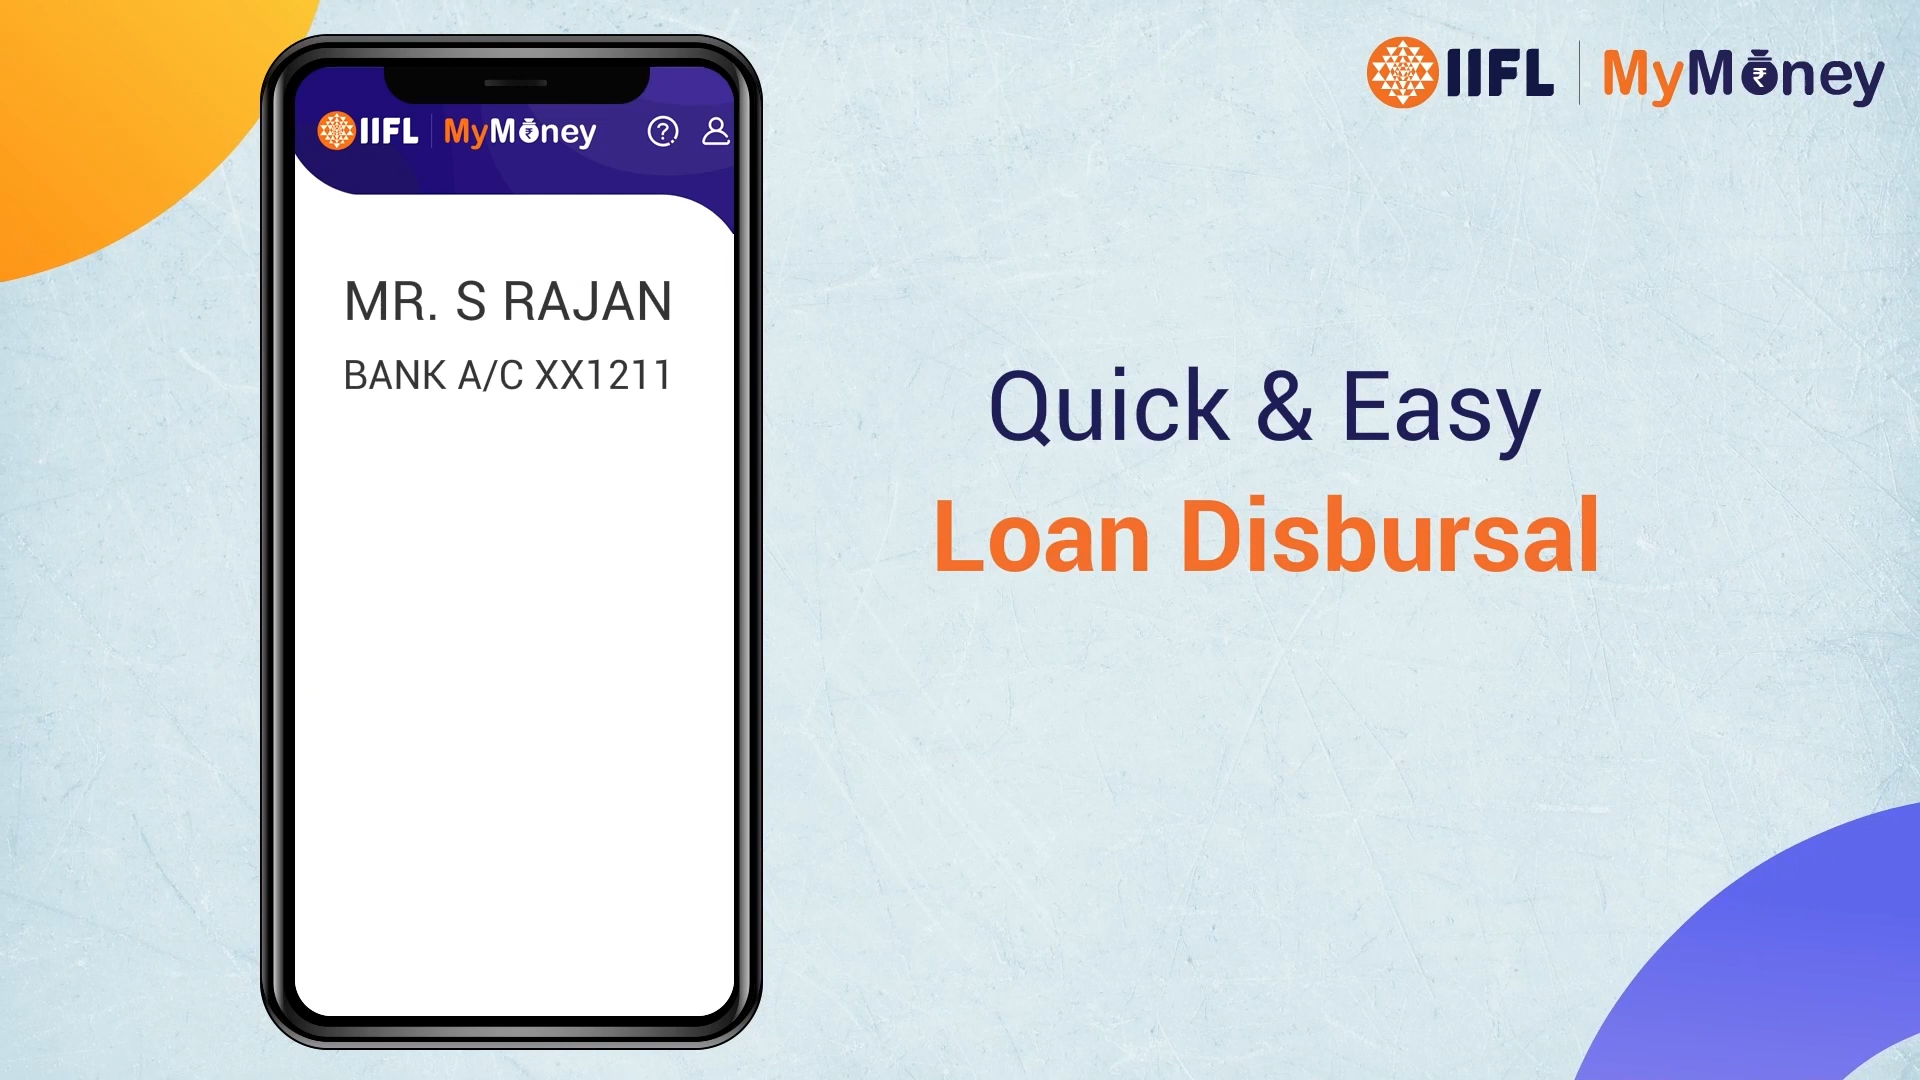 IIFL | MyMoney
IIFL | MyMoney
MR. S RAJAN
BANK A/C XX1211
Quick & Easy
Loan Disbursal